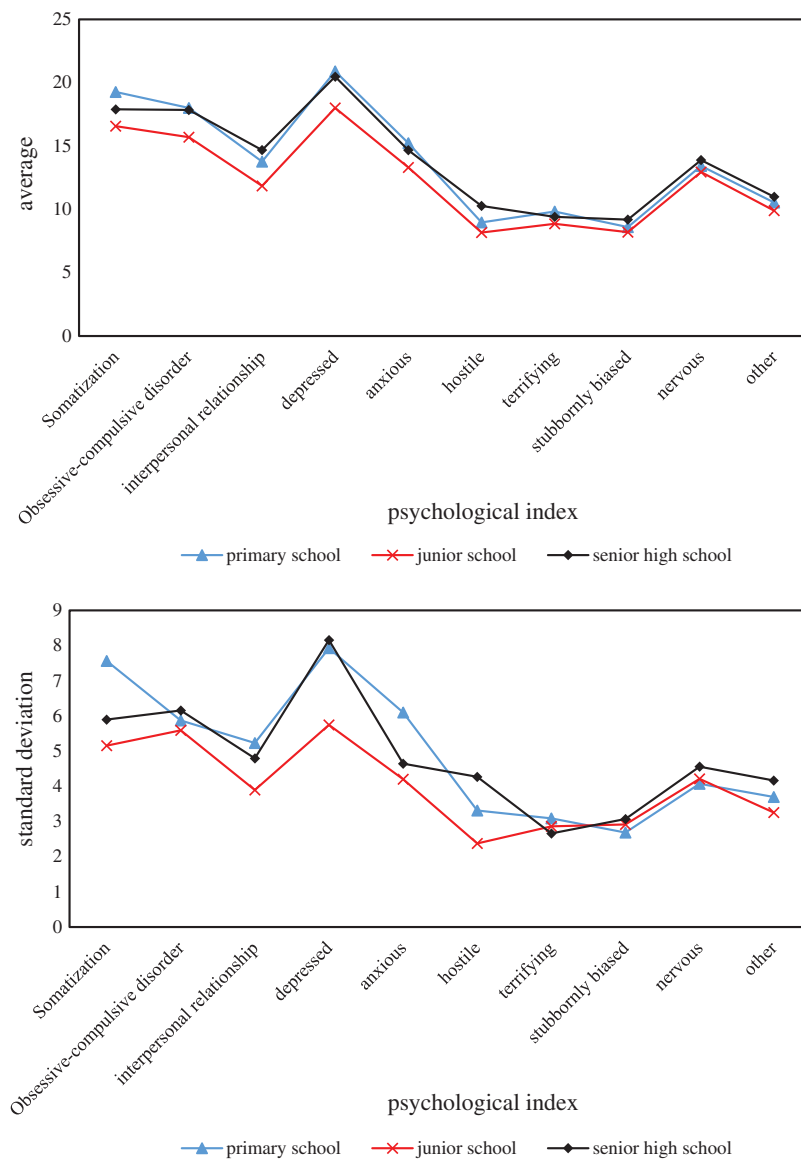 25
20
15
10
5
0
average
Somatization
Obsessive-compulsive disorder
interpersonal relationship
depressed
anxious
hostile
terrifying
stubbornly biased
nervous
other
psychological index
primary school junior school senior high school
9
8
7
6
5
4
3
2
1
0
standard deviation
Somatization
Obsessive-compulsive disorder
interpersonal relationship
depressed
anxious
hostile
terrifying
stubbornly biased
nervous
other
psychological index
primary school junior school senior high school